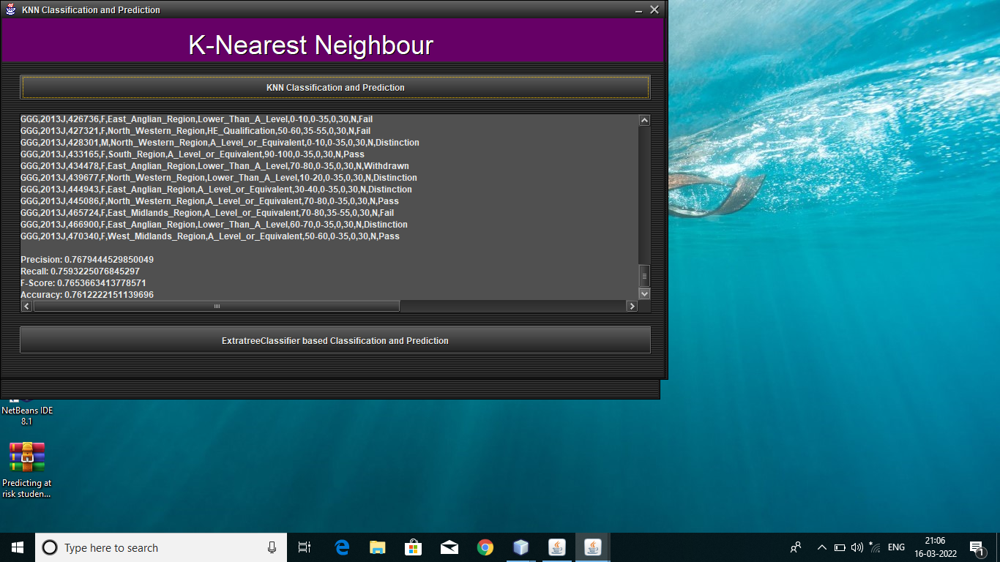 KNN Classification and Prediction
K-Nearest Neighbour
KNN Classification and Prediction
GGG,2013J,426736,F,East_Anglian_Region,Lower_Than_A_Level,0-10,0-35,0,30,N,Fail
GGG,2013J,427321,F,North_Western_Region,HE_Qualification,50-60,35-55,0,30,N,Fail
GGG,2013J,428301,M,North_Western_Region,A_Level_or_Equivalent,0-10,0-35,0,30,N,Distinction
GGG,2013J,433165,F,South_Region,A_Level_or_Equivalent,90-100,0-35,0,30,N,Pass
GGG,2013J,434478,F,East_Anglian_Region,Lower_Than_A_Level,70-80,0-35,0,30,N,Withdrawn
GGG,2013J,439677,F,North_Western_Region,Lower_Than_A_Level,10-20,0-35,0,30,N,Distinction
GGG,2013J,444943,F,East_Anglian_Region,A_Level_or_Equivalent,30-40,0-35,0,30,N,Distinction
GGG,2013J,445086,F,North_Western_Region,A_Level_or_Equivalent,70-80,0-35,0,30,N,Pass
GGG,2013J,465724,F,East_Midlands_Region,A_Level_or_Equivalent,70-80,35-55,0,30,N,Fail
GGG,2013J,466900,F,East_Anglian_Region,Lower_Than_A_Level,60-70,0-35,0,30,N,Distinction
GGG,2013J,470340,F,West_Midlands_Region,A_Level_or_Equivalent,50-60,0-35,0,30,N,Pass
Precision: 0.7679444529850049
Recall: 0.7593225076845297
F-Score: 0.7653663413778571
Accuracy: 0.7612222151139696
ExtratreeClassifier based Classification and Prediction
NetBeans IDE
8.1
Predicting at
risk studen...
Type here to search
ENG
21:06
16-03-2022
1